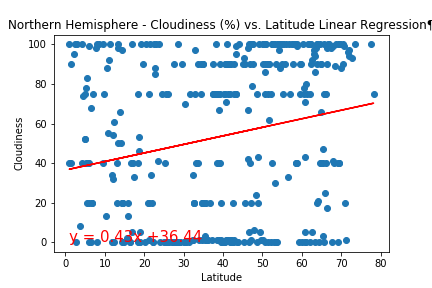 Northern Hemisphere - Cloudiness (%) vs. Latitude Linear Regression¶
100
80
60
40
20
0
Cloudiness
y = 0.43x +36.44
0 10 20 30 40 50 60 70 80
Latitude